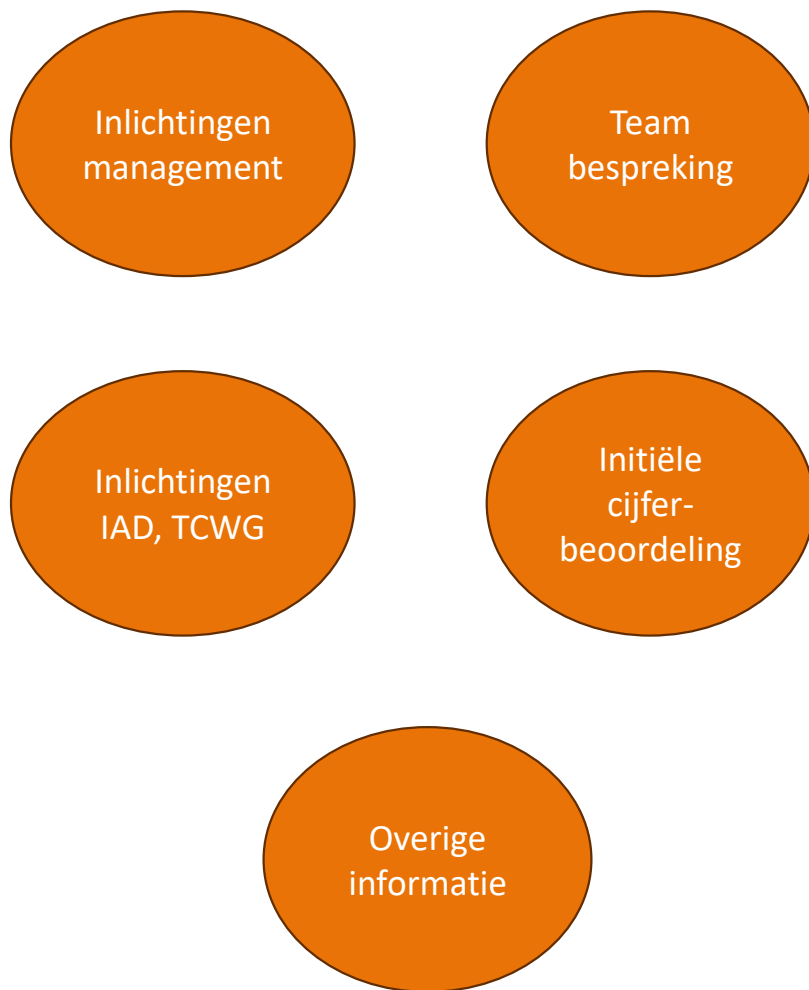 Inlichtingen
management
Team
bespreking
Inlichtingen
IAD, TCWG
Initiële
cijfer-
beoordeling
Overige
informatie